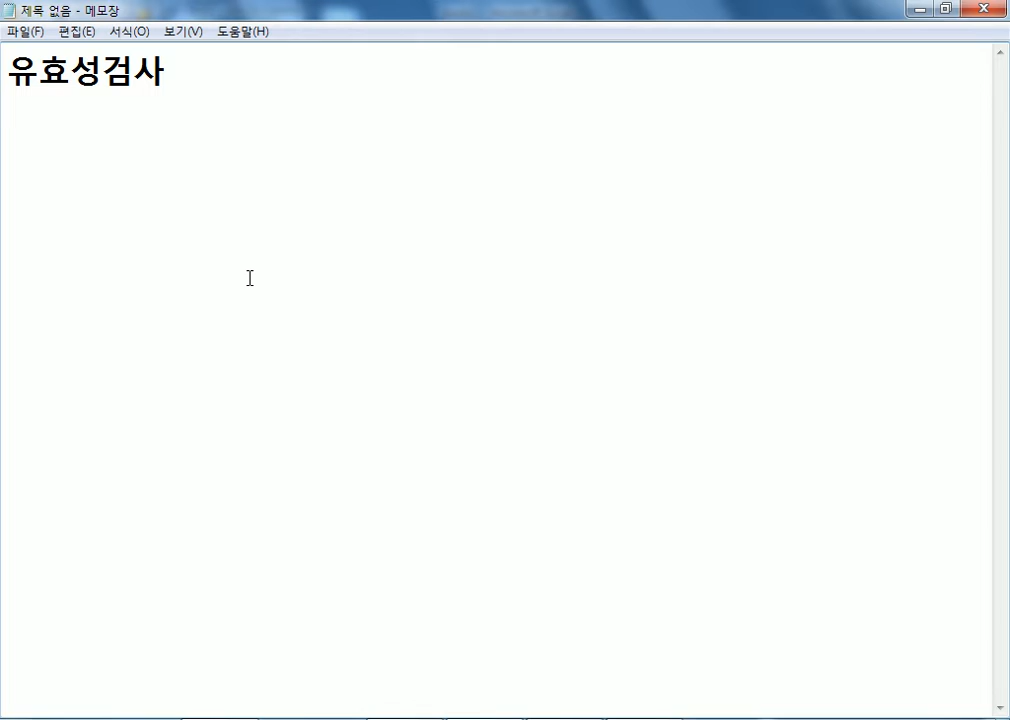 제목 없음 - 메모장
파일(F) 편집(E) 서식(O) 보기(V) 도움말(H)
유효성검사